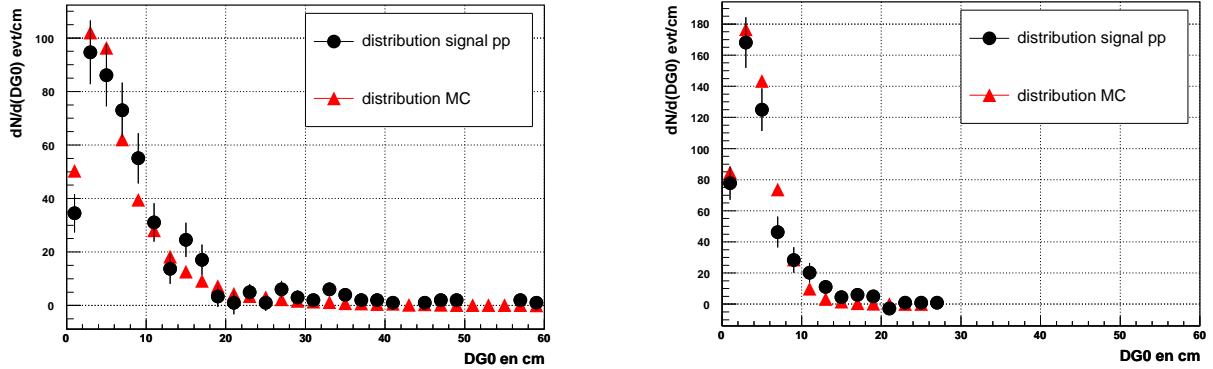 dN/d(DG0) evt/cm
100
80
60
40
20
0
distribution signal pp
distribution MC
0 10 20 30 40 50 60
DG0 en cm
dN/d(DG0) evt/cm
180
160
140
120
100
80
60
40
20
0
distribution signal pp
distribution MC
0 10 20 30 40 50 60
DG0 en cm